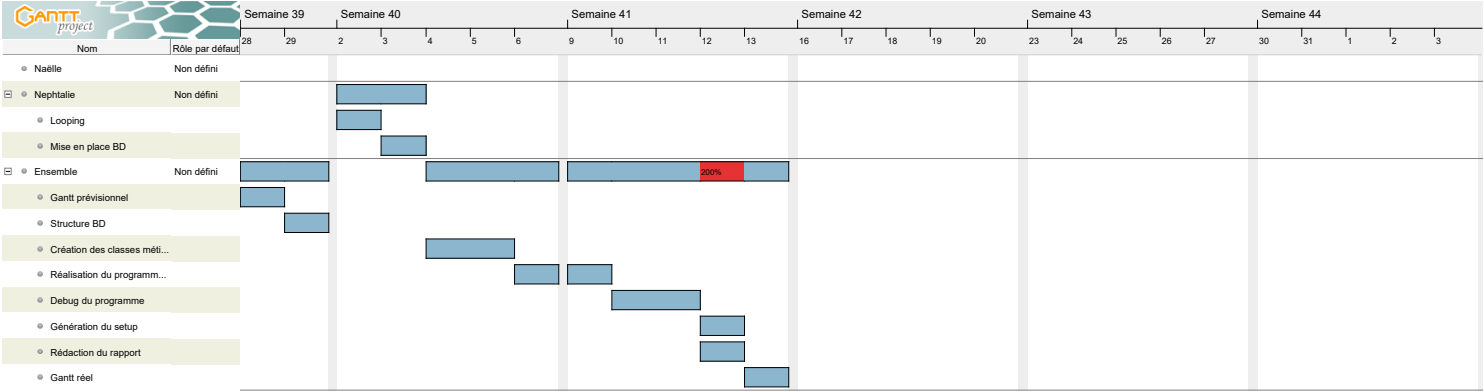 GANTT
project
Semaine 39 Semaine 40 Semaine 41 Semaine 42 Semaine 43 Semaine 44
Nom Rôle par défaut 28 29 2 3 4 5 6 9 10 11 12 13 16 17 18 19 20 23 24 25 26 27 30 31 1 2 3
Naëlle Non défini
Nephtalie Non défini
Looping
Mise en place BD
Ensemble Non défini 200%
Gantt prévisionnel
Structure BD
Création des classes méti...
Réalisation du programm...
Debug du programme
Génération du setup
Rédaction du rapport
Gantt réel